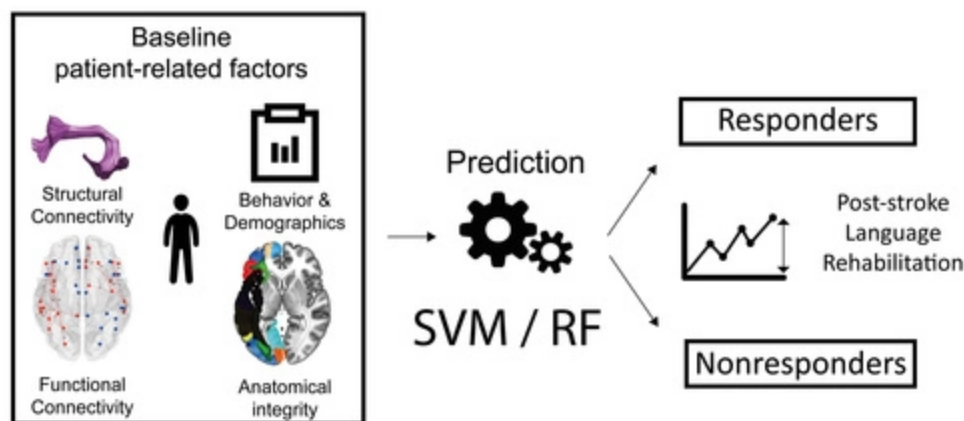 Baseline
patient-related factors
Structural
Connectivity
Behavior &
Demographics
Functional
Connectivity
Anatomical
integrity
Prediction
SVM / RF
Responders
Post-stroke
Language
Rehabilitation
Nonresponders